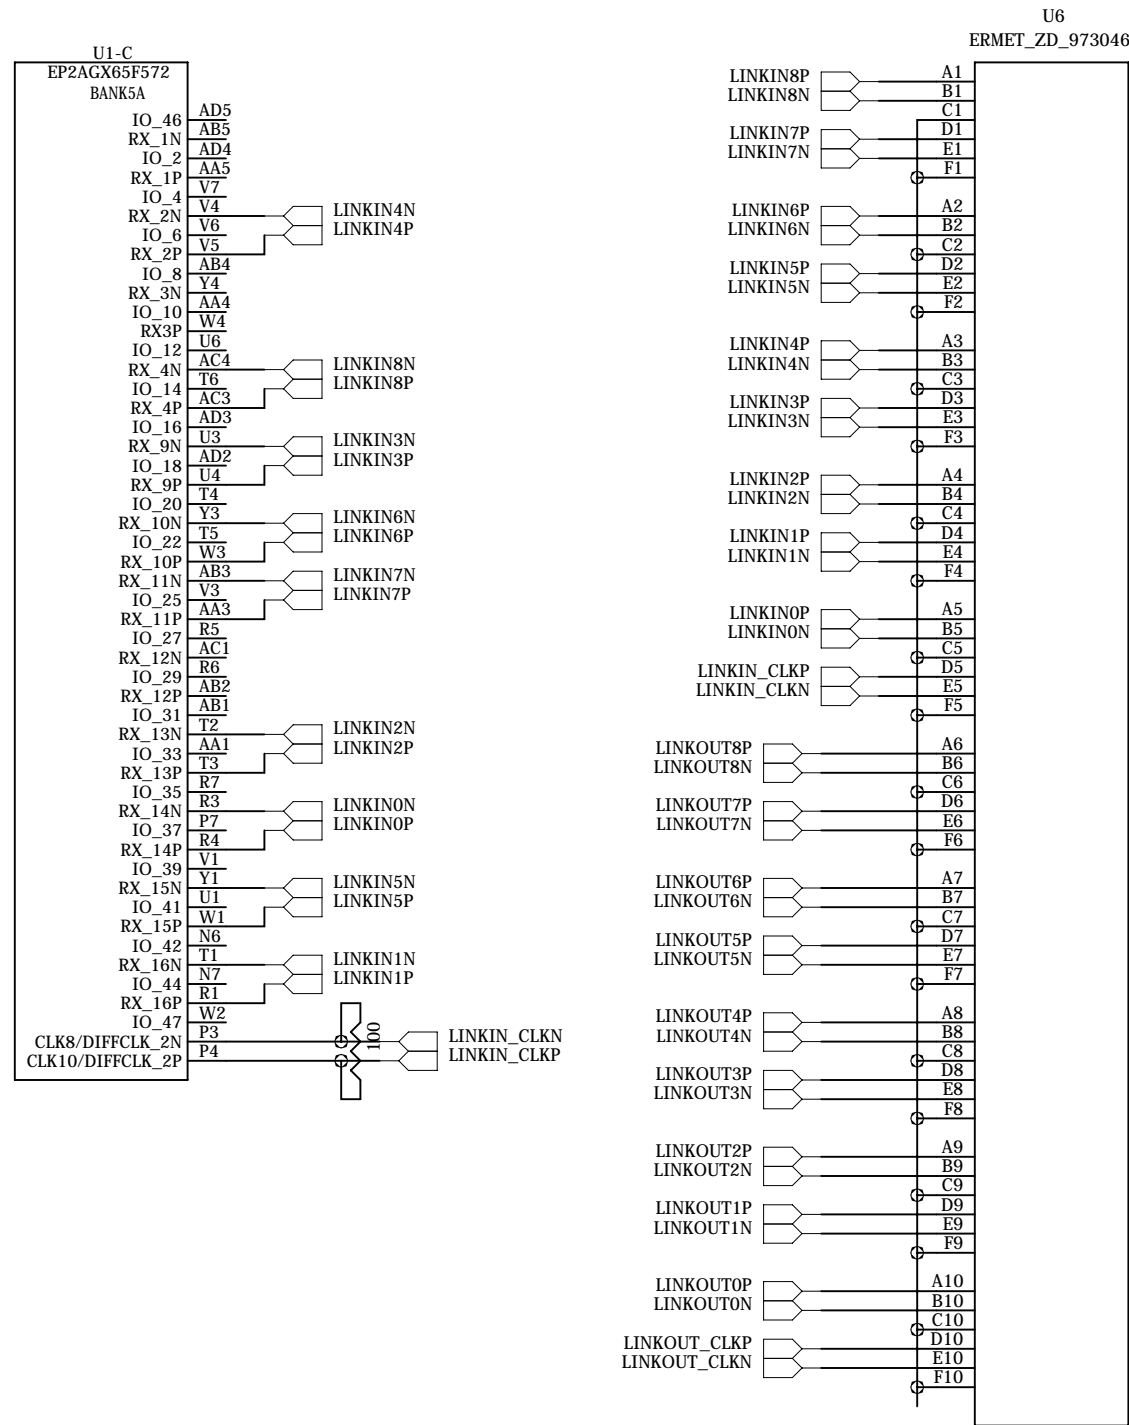 U1-C
EP2AGX65F572
BANK5A
IO_46 AD5
RX_1N AB5
IO_2 AD4
RX_1P AA5
IO_4 V7
RX_2N V4 LINKIN4N
IO_6 V6 LINKIN4P
RX_2P V5
IO_8 AB4
RX_3N Y4
IO_10 AA4
RX3P W4
IO_12 U6
RX_4N AC4 LINKIN8N
IO_14 T6 LINKIN8P
RX_4P AC3
IO_16 AD3
RX_9N U3 LINKIN3N
IO_18 AD2 LINKIN3P
RX_9P U4
IO_20 T4
RX_10N Y3 LINKIN6N
IO_22 T5 LINKIN6P
RX_10P W3
RX_11N AB3 LINKIN7N
IO_25 V3 LINKIN7P
RX_11P AA3
IO_27 R5
RX_12N AC1
IO_29 R6
RX_12P AB2
IO_31 AB1
RX_13N T2 LINKIN2N
IO_33 AA1 LINKIN2P
RX_13P T3
IO_35 R7
RX_14N R3 LINKIN0N
IO_37 P7 LINKIN0P
RX_14P R4
IO_39 V1
RX_15N Y1 LINKIN5N
IO_41 U1 LINKIN5P
RX_15P W1
IO_42 N6
RX_16N T1 LINKIN1N
IO_44 N7 LINKIN1P
RX_16P R1
IO_47 W2
CLK8/DIFFCLK_2N P3 LINKIN_CLKN
CLK10/DIFFCLK_2P P4 LINKIN_CLKP
100
U6
ERMET_ZD_973046
LINKIN8P A1
LINKIN8N B1
C1
LINKIN7P D1
LINKIN7N E1
F1
LINKIN6P A2
LINKIN6N B2
C2
LINKIN5P D2
LINKIN5N E2
F2
LINKIN4P A3
LINKIN4N B3
C3
LINKIN3P D3
LINKIN3N E3
F3
LINKIN2P A4
LINKIN2N B4
C4
LINKIN1P D4
LINKIN1N E4
F4
LINKIN0P A5
LINKIN0N B5
C5
LINKIN_CLKP D5
LINKIN_CLKN E5
F5
LINKOUT8P A6
LINKOUT8N B6
C6
LINKOUT7P D6
LINKOUT7N E6
F6
LINKOUT6P A7
LINKOUT6N B7
C7
LINKOUT5P D7
LINKOUT5N E7
F7
LINKOUT4P A8
LINKOUT4N B8
C8
LINKOUT3P D8
LINKOUT3N E8
F8
LINKOUT2P A9
LINKOUT2N B9
C9
LINKOUT1P D9
LINKOUT1N E9
F9
LINKOUT0P A10
LINKOUT0N B10
C10
LINKOUT_CLKP D10
LINKOUT_CLKN E10
F10